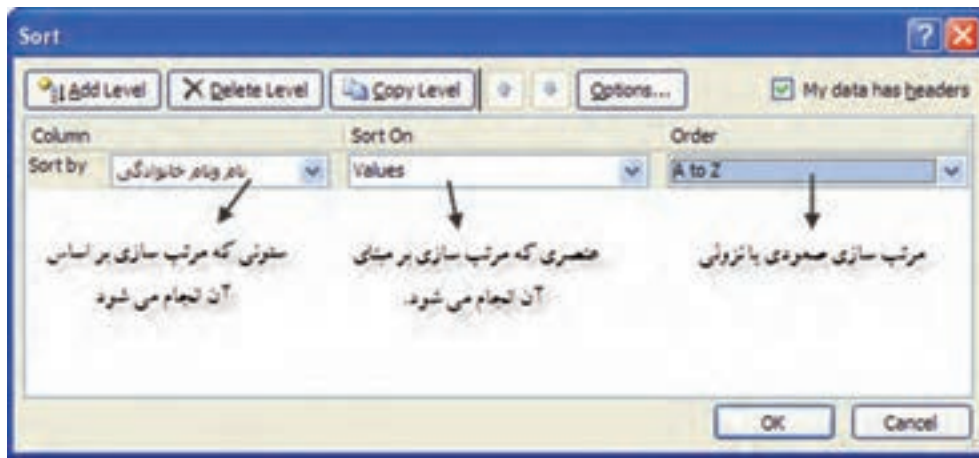 Sort
Add Level Delete Level Copy Level Options... My data has headers
Column Sort On Order
Sort by نام ونام خانوادگی Values A to Z
ستونی که مرتب سازی بر اساس
آن انجام می شود
عنصری که مرتب سازی بر مبنای
آن انجام می شود.
مرتب سازی صعودی یا نزولی
OK Cancel